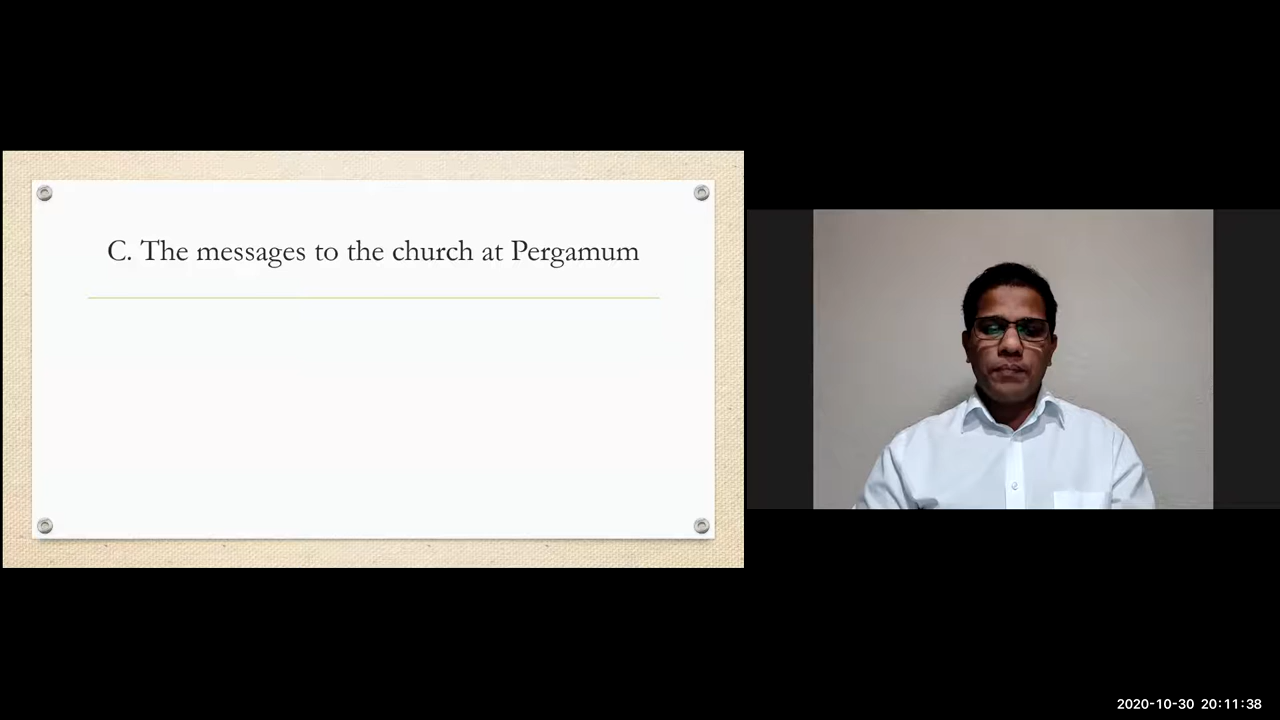 C. The messages to the church at Pergamum
2020-10-30 20:11:38